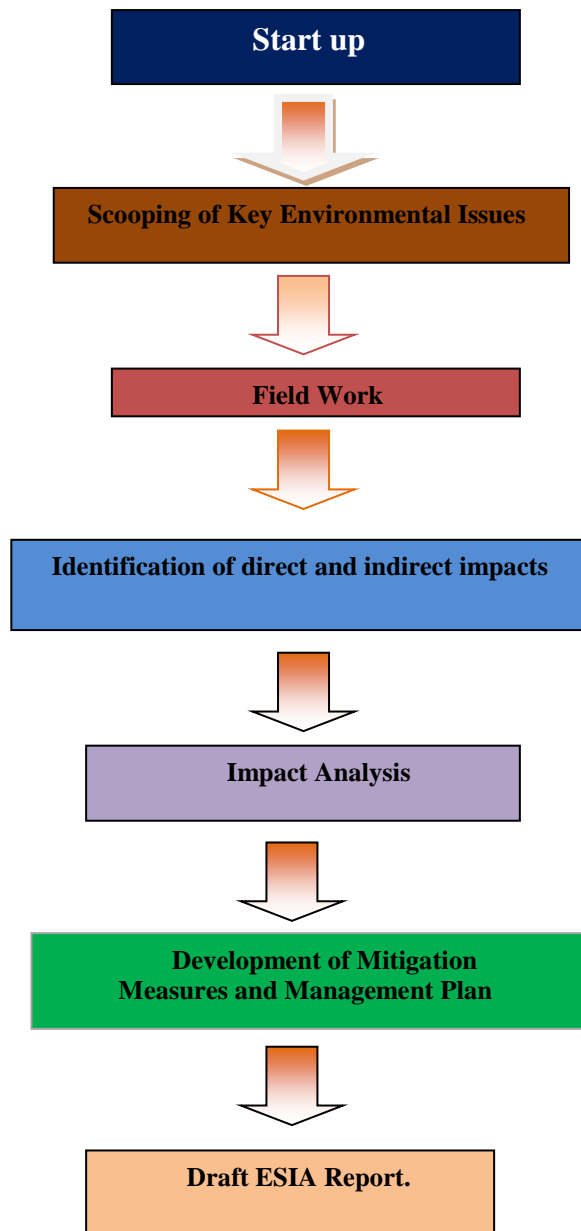 Start up
Scooping of Key Environmental Issues
Field Work
Identification of direct and indirect impacts
Impact Analysis
Development of Mitigation
Measures and Management Plan
Draft ESIA Report.